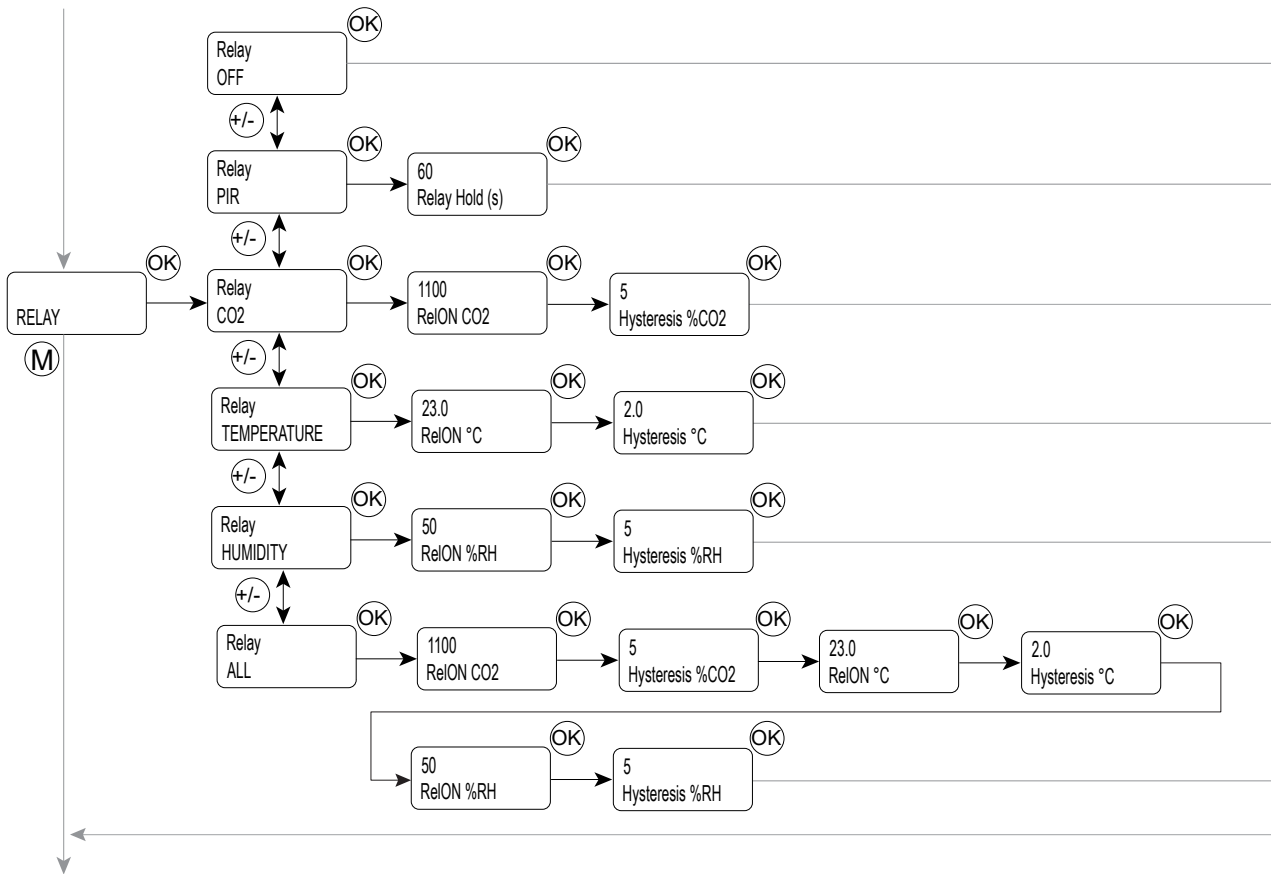 OK
Relay
OFF
+/-
OK
OK
Relay
PIR
60
Relay Hold (s)
+/-
OK
OK
OK
OK
RELAY
Relay
CO2
1100
RelON CO2
5
Hysteresis %CO2
M
+/-
OK
OK
OK
Relay
TEMPERATURE
23.0
RelON °C
2.0
Hysteresis °C
+/-
OK
OK
OK
Relay
HUMIDITY
50
RelON %RH
5
Hysteresis %RH
+/-
OK
OK
OK
OK
OK
Relay
ALL
1100
RelON CO2
5
Hysteresis %CO2
23.0
RelON °C
2.0
Hysteresis °C
OK
OK
50
RelON %RH
5
Hysteresis %RH